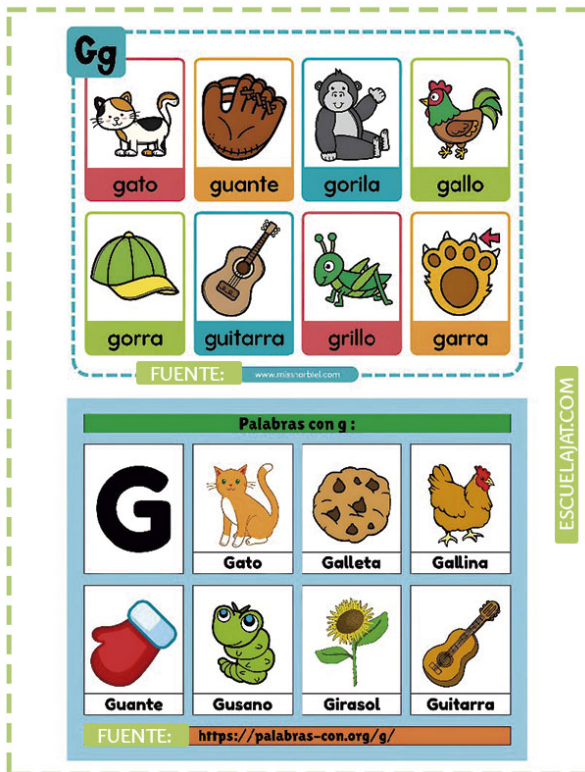 Gg
gato guante gorila gallo
gorra guitarra grillo garra
FUENTE: www.missnorbiel.com
ESCUELAJAT.COM
Palabras con g :
G
Gato Galleta Gallina
Guante Gusano Girasol Guitarra
FUENTE: https://palabras-con.org/g/